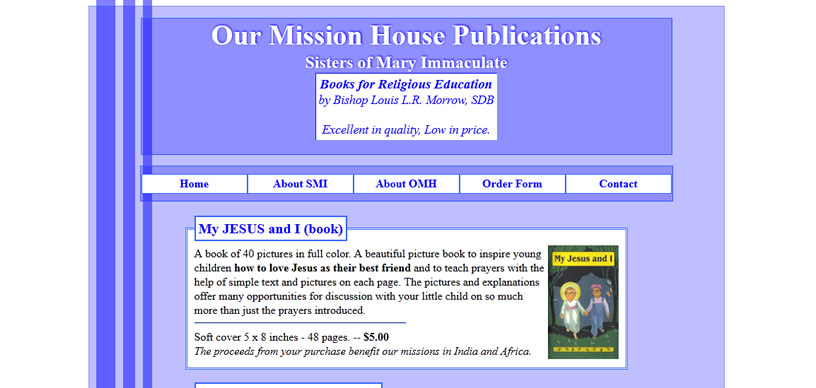 Our Mission House Publications
Sisters of Mary Immaculate
Books for Religious Education
by Bishop Louis L.R. Morrow, SDB
Excellent in quality, Low in price.
Home About SMI About OMH Order Form Contact
My JESUS and I (book)
A book of 40 pictures in full color. A beautiful picture book to inspire young
children how to love Jesus as their best friend and to teach prayers with the
help of simple text and pictures on each page. The pictures and explanations
offer many opportunities for discussion with your little child on so much
more than just the prayers introduced.
My Jesus and I
Soft cover 5 x 8 inches - 48 pages. -- $5.00
The proceeds from your purchase benefit our missions in India and Africa.